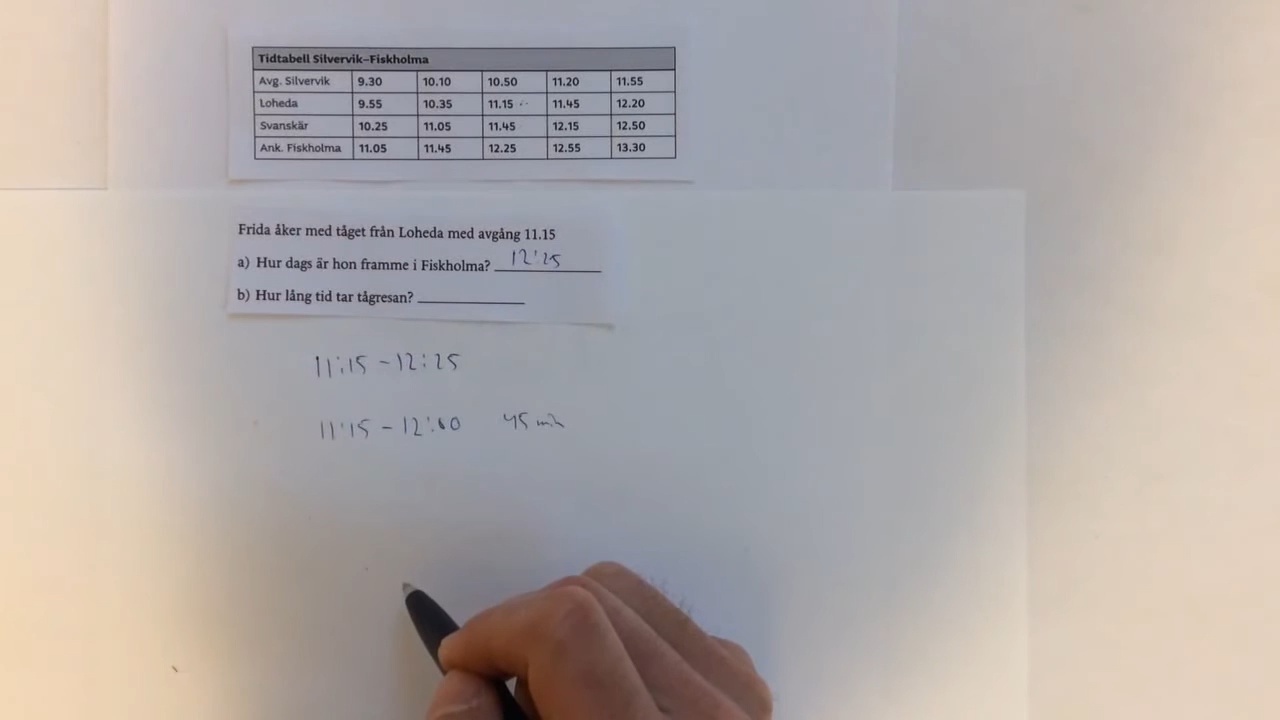 Tidtabell Silvervik–Fiskholma
Avg. Silvervik 9.30 10.10 10.50 11.20 11.55
Loheda 9.55 10.35 11.15 11.45 12.20
Svanskär 10.25 11.05 11.45 12.15 12.50
Ank. Fiskholma 11.05 11.45 12.25 12.55 13.30
Frida åker med tåget från Loheda med avgång 11.15
a) Hur dags är hon framme i Fiskholma? 12:25
b) Hur lång tid tar tågresan?
11:15 – 12:25
11:15 – 12:00 45 min